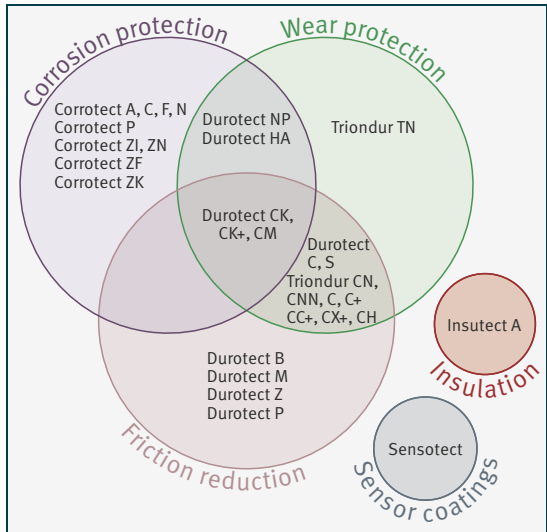 Corrosion protection
Wear protection
Corrotect A, C, F, N
Corrotect P
Corrotect ZI, ZN
Corrotect ZF
Corrotect ZK
Durotect NP
Durotect HA
Triondur TN
Durotect CK,
CK+, CM
Durotect
C, S
Triondur CN,
CNN, C, C+
CC+, CX+, CH
Insutect A
Insulation
Durotect B
Durotect M
Durotect Z
Durotect P
Friction reduction
Sensotect
Sensor coatings